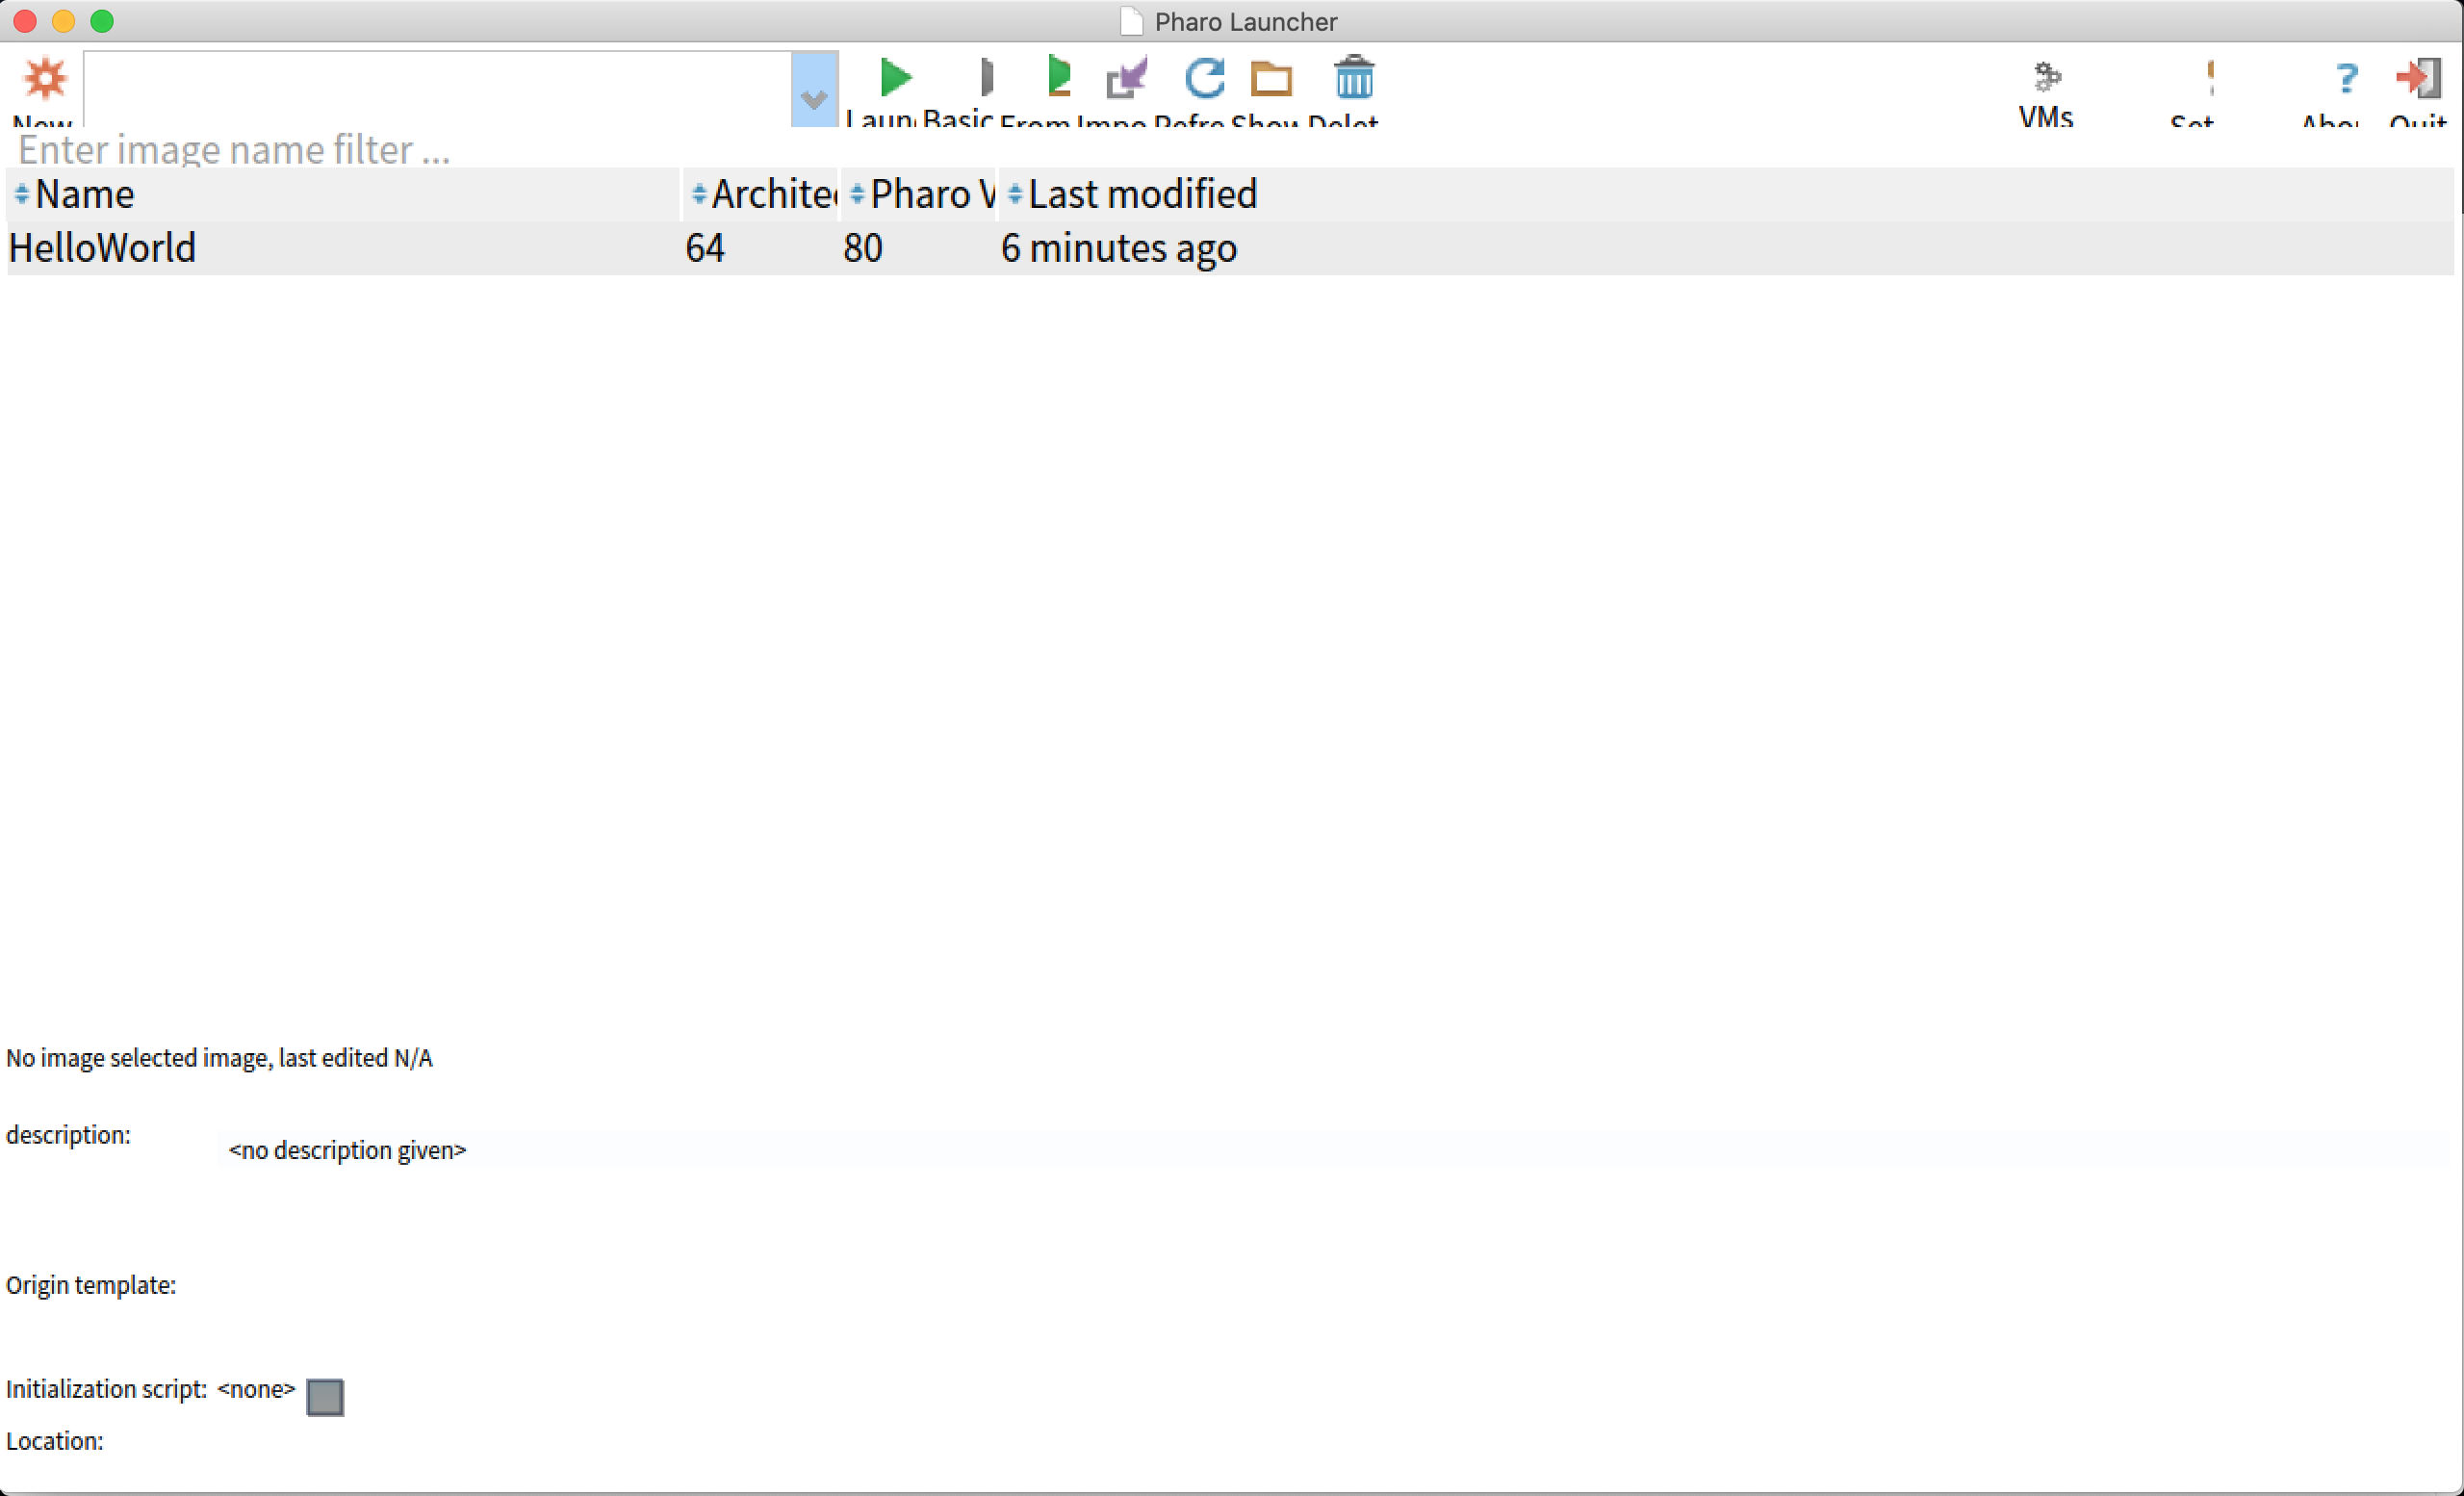 Pharo Launcher
New Laun Basic From Impo Refre Show Delet VMs Set Abo Quit
Enter image name filter ...
Name Architec Pharo V Last modified
HelloWorld 64 80 6 minutes ago
No image selected image, last edited N/A
description:
<no description given>
Origin template:
Initialization script: <none>
Location: